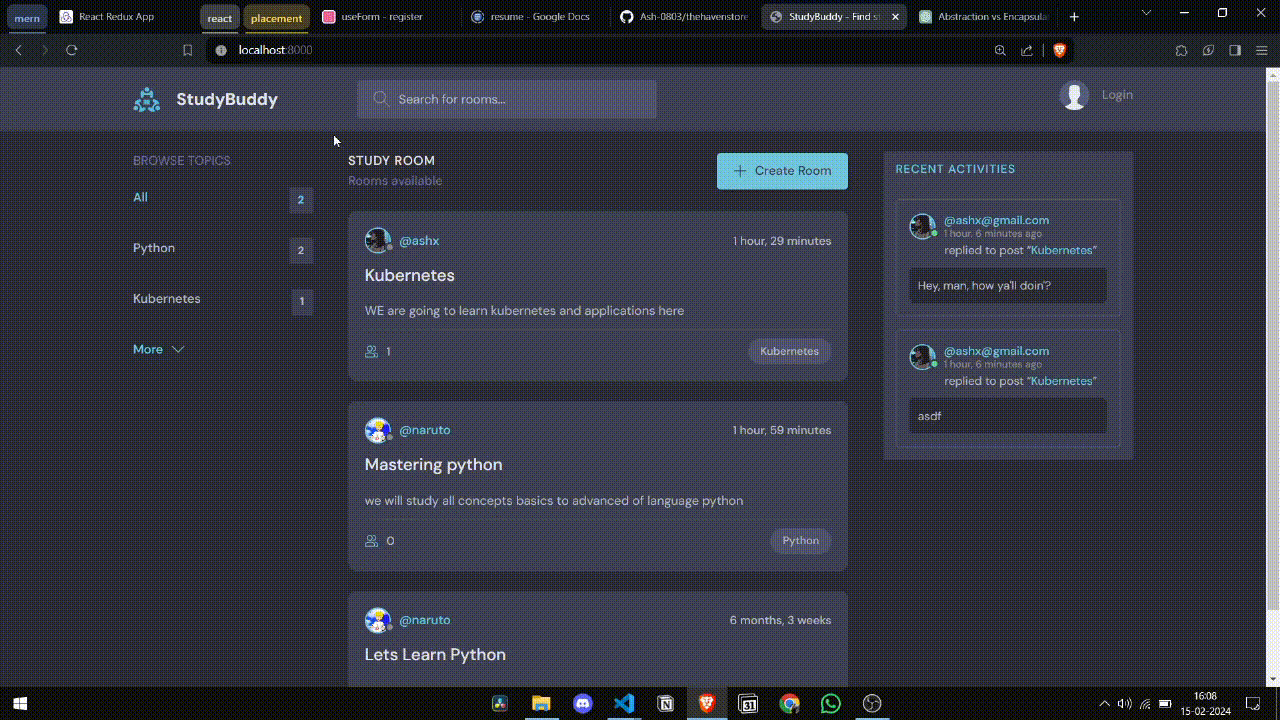 mern
React Redux App
react
placement
useForm - register
resume - Google Docs
Ash-0803/thehavenstore
StudyBuddy - Find st
Abstraction vs Encapsula
localhost:8000
StudyBuddy
Search for rooms...
Login
BROWSE TOPICS
All
2
Python
2
Kubernetes
1
More
STUDY ROOM
Rooms available
Create Room
@ashx
1 hour, 29 minutes
Kubernetes
WE are going to learn kubernetes and applications here
1
Kubernetes
@naruto
1 hour, 59 minutes
Mastering python
we will study all concepts basics to advanced of language python
0
Python
@naruto
6 months, 3 weeks
Lets Learn Python
RECENT ACTIVITIES
@ashx@gmail.com
1 hour, 6 minutes ago
replied to post “Kubernetes”
Hey, man, how ya'll doin'?
@ashx@gmail.com
1 hour, 6 minutes ago
replied to post “Kubernetes”
asdf
31
16:08
15-02-2024